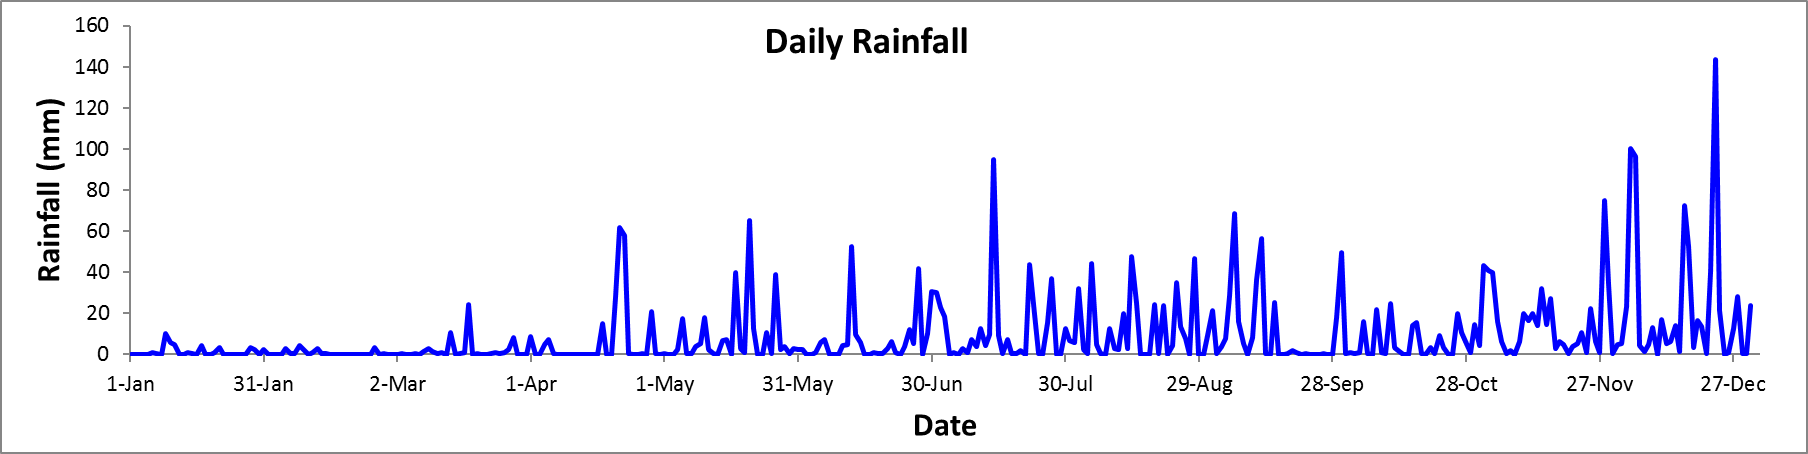 Daily Rainfall
Rainfall (mm)
160
140
120
100
80
60
40
20
0
1-Jan 31-Jan 2-Mar 1-Apr 1-May 31-May 30-Jun 30-Jul 29-Aug 28-Sep 28-Oct 27-Nov 27-Dec
Date